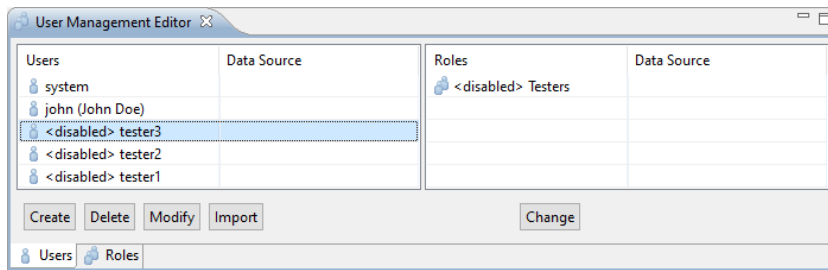 User Management Editor
Users Data Source Roles Data Source
system <disabled> Testers
john (John Doe)
<disabled> tester3
<disabled> tester2
<disabled> tester1
Create Delete Modify Import Change
Users Roles